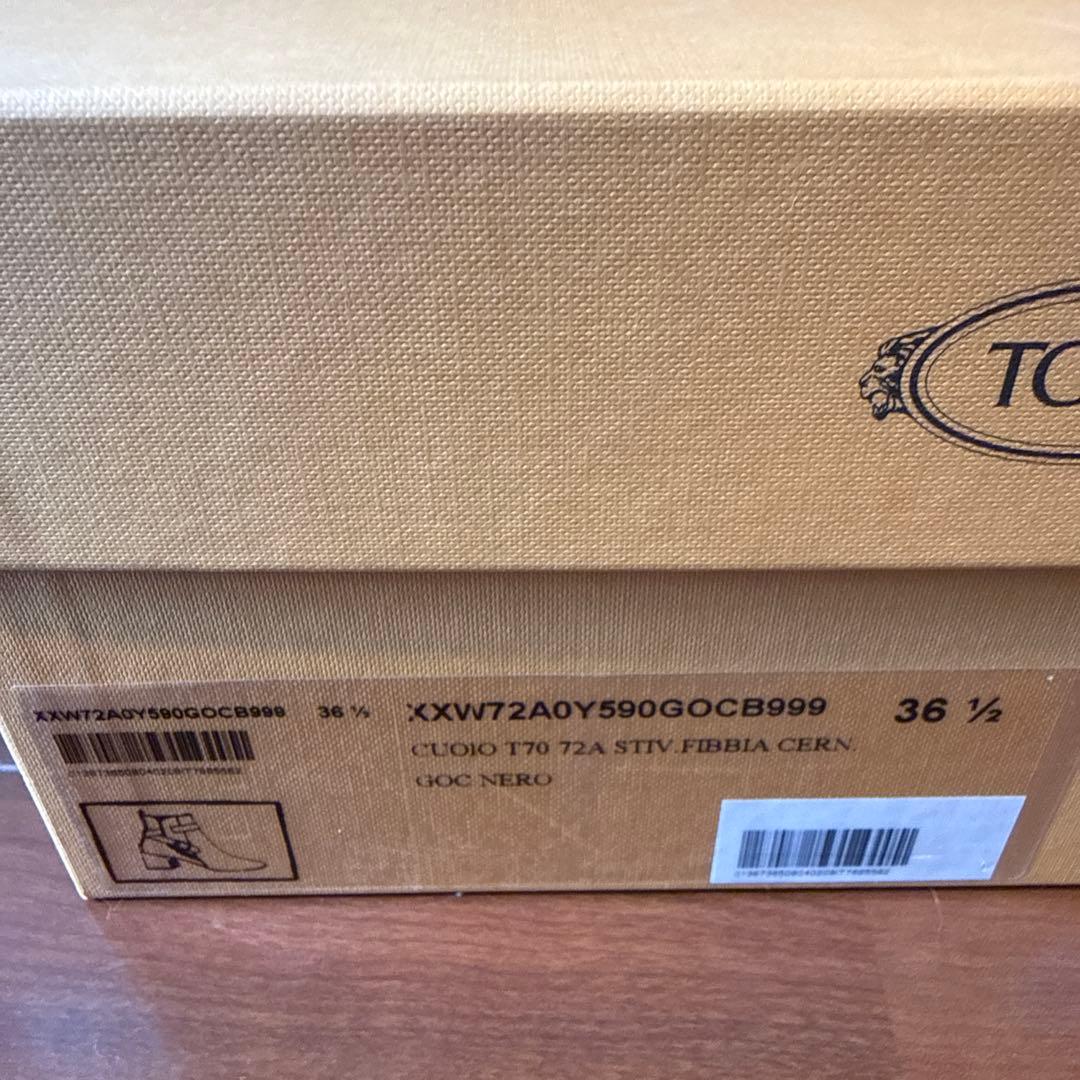 TO
XXW72A0Y590GOCB999 36 ½
XXW72A0Y590GOCB999 36 ½
CUOIO T70 72A STIV.FIBBIA CERN.
GOC NERO